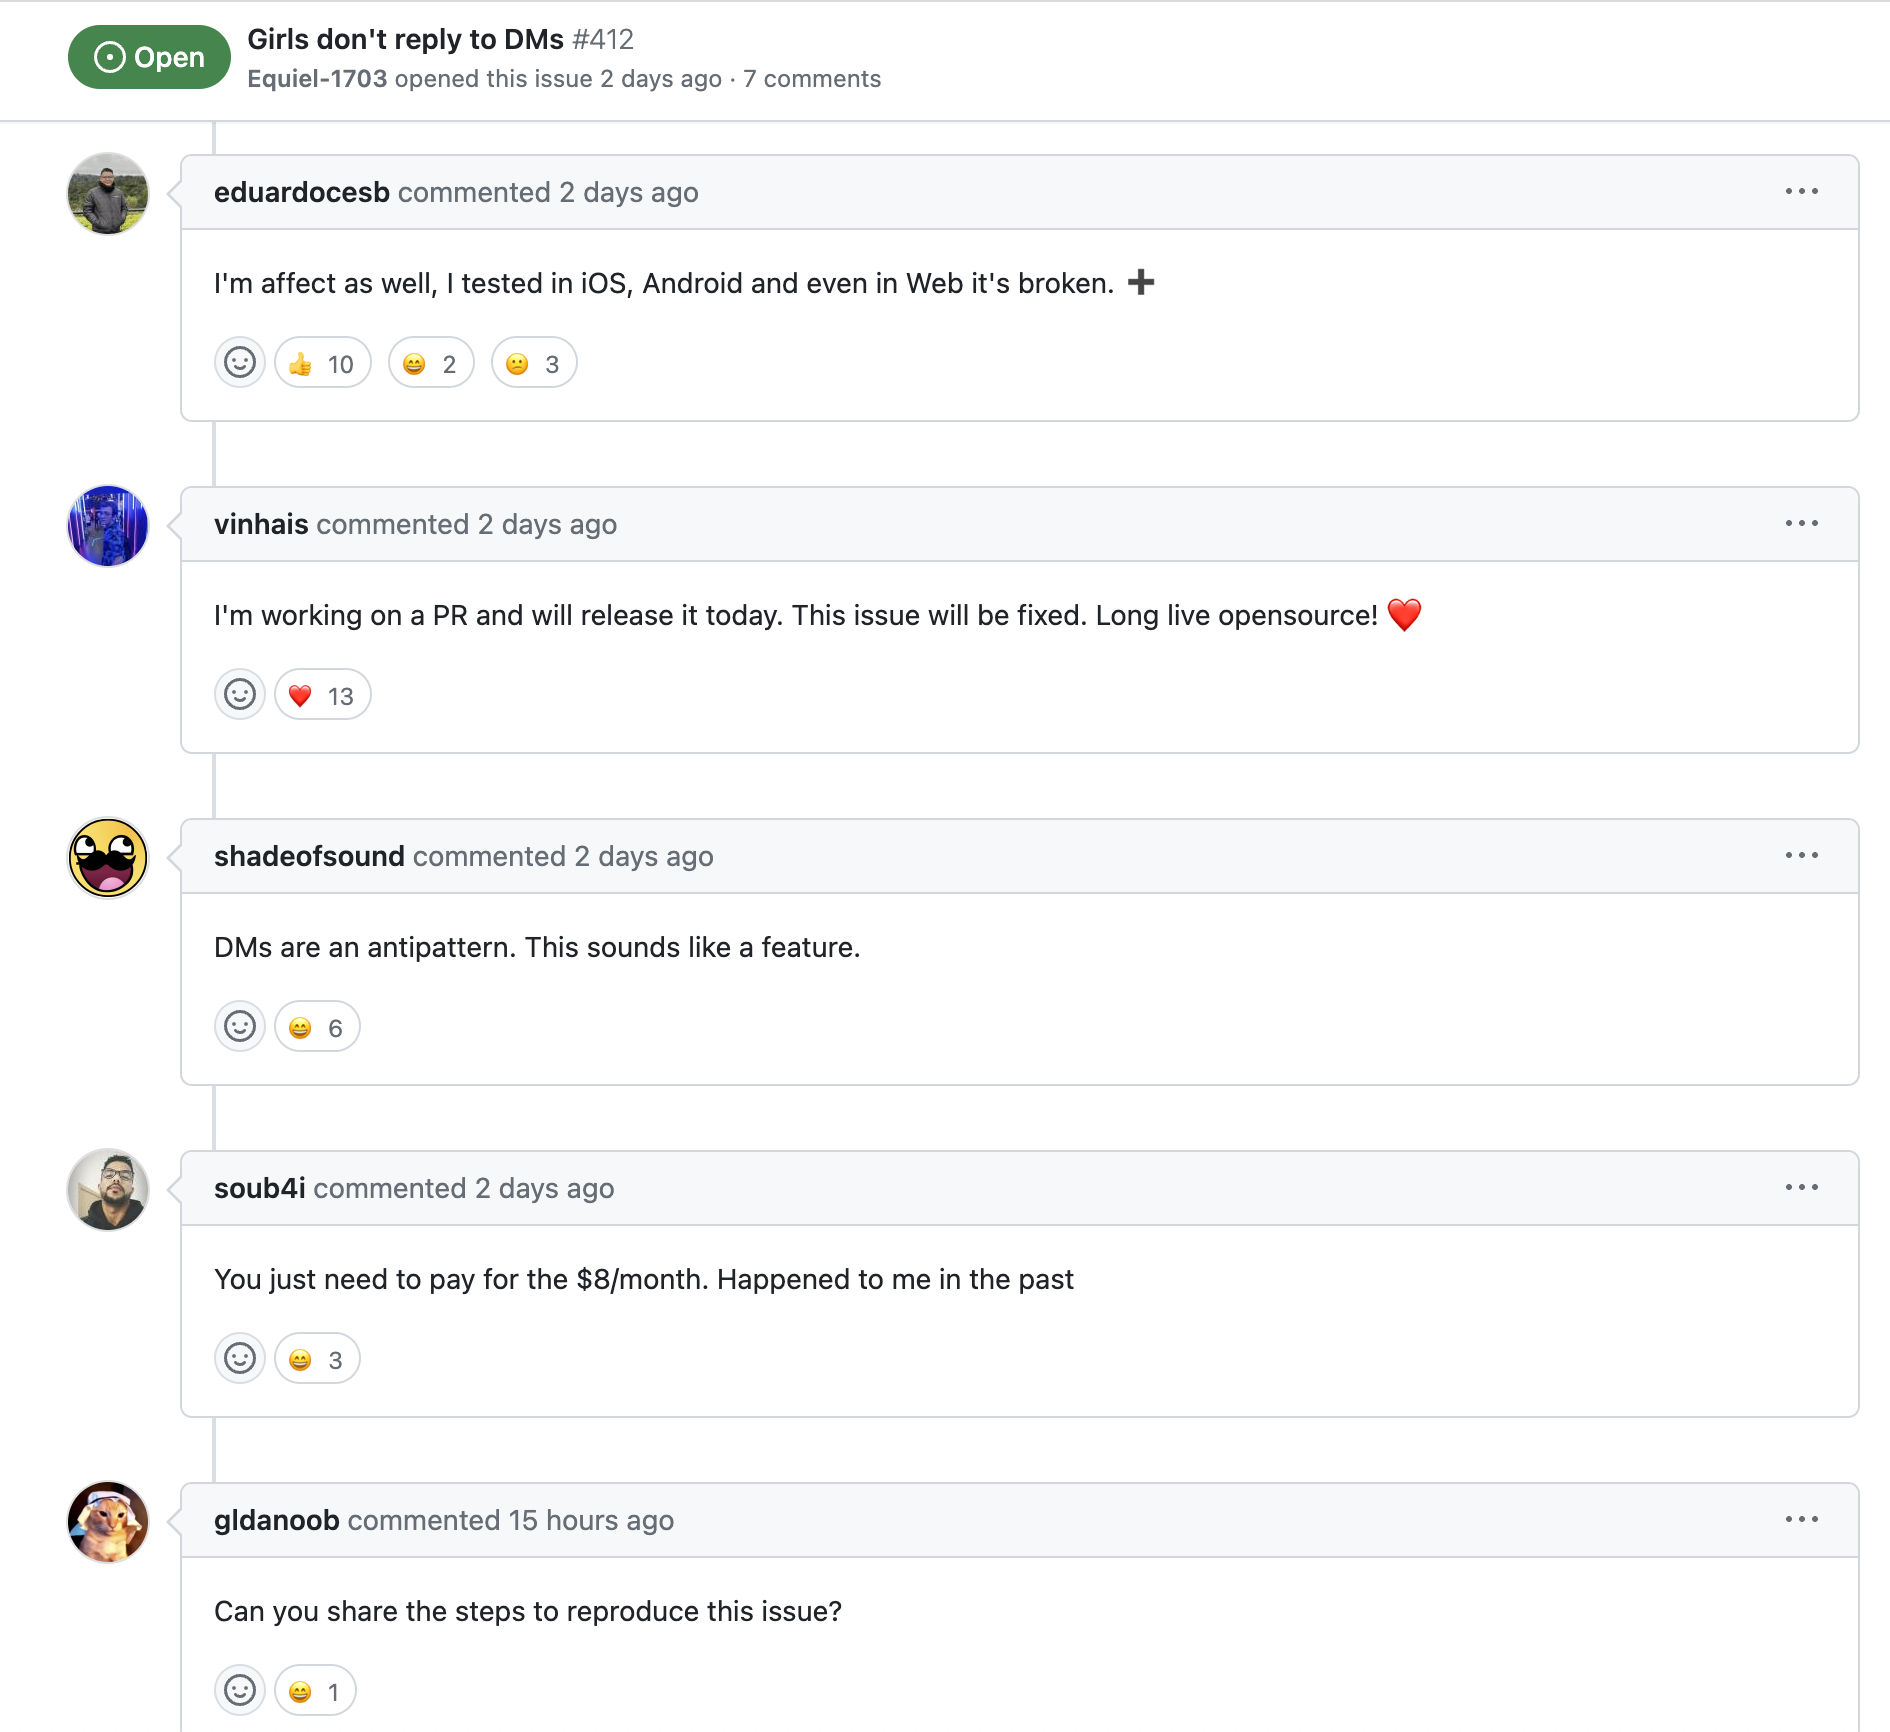 Open
Girls don't reply to DMs #412
Equiel-1703 opened this issue 2 days ago · 7 comments
eduardocesb commented 2 days ago
I'm affect as well, I tested in iOS, Android and even in Web it's broken. ➕
👍 10 😄 2 😕 3
vinhais commented 2 days ago
I'm working on a PR and will release it today. This issue will be fixed. Long live opensource! ❤️
❤️ 13
shadeofsound commented 2 days ago
DMs are an antipattern. This sounds like a feature.
😄 6
soub4i commented 2 days ago
You just need to pay for the $8/month. Happened to me in the past
😄 3
gldanoob commented 15 hours ago
Can you share the steps to reproduce this issue?
😄 1